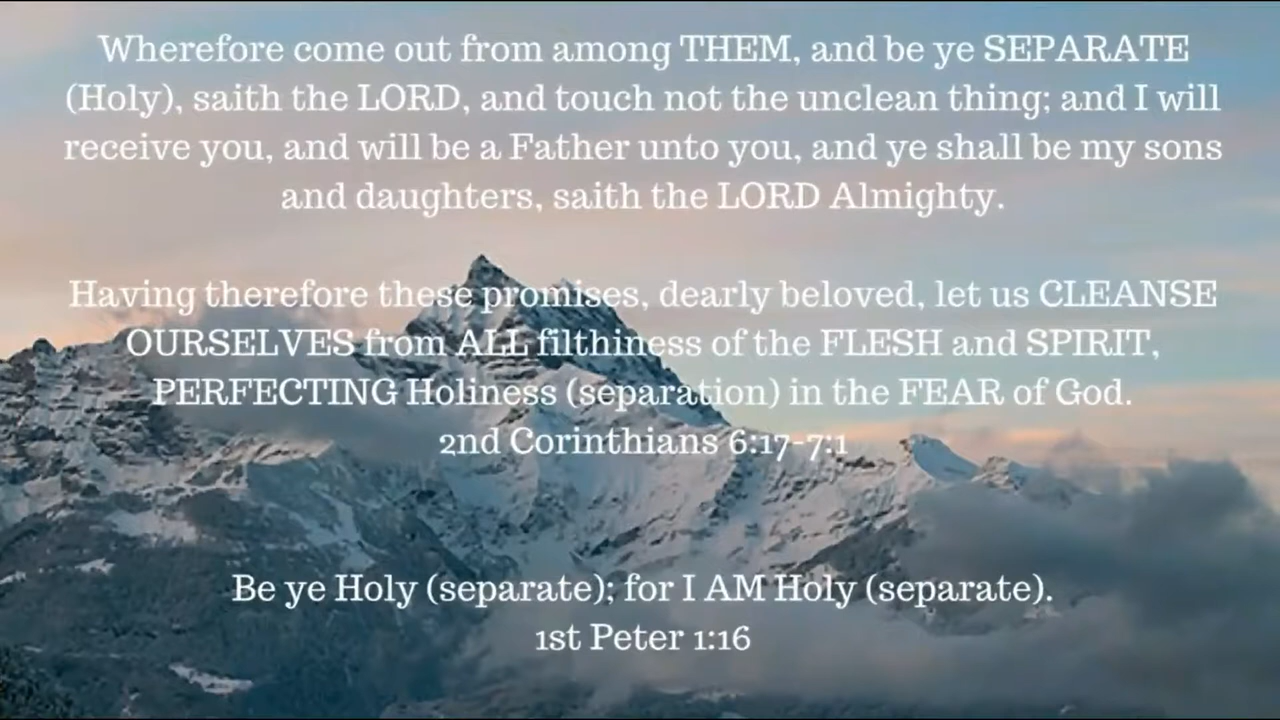 Wherefore come out from among THEM, and be ye SEPARATE
(Holy), saith the LORD, and touch not the unclean thing; and I will
receive you, and will be a Father unto you, and ye shall be my sons
and daughters, saith the LORD Almighty.
Having therefore these promises, dearly beloved, let us CLEANSE
OURSELVES from ALL filthiness of the FLESH and SPIRIT,
PERFECTING Holiness (separation) in the FEAR of God.
2nd Corinthians 6:17-7:1
Be ye Holy (separate); for I AM Holy (separate).
1st Peter 1:16